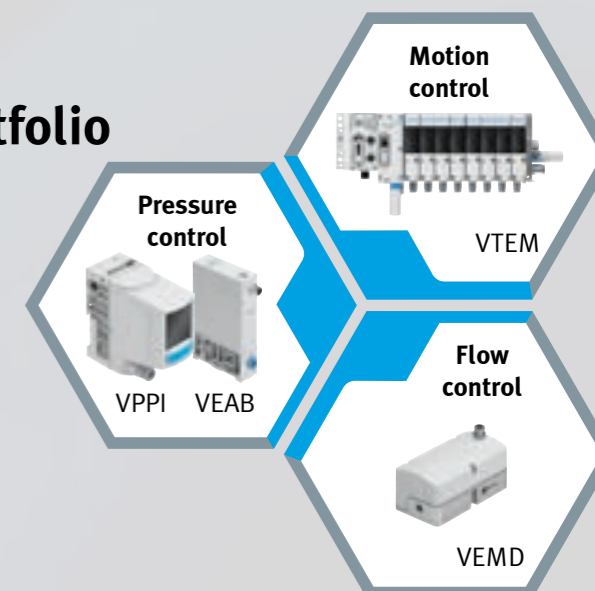 tfolio
Motion
control
VTEM
Pressure
control
VPPI VEAB
Flow
control
VEMD